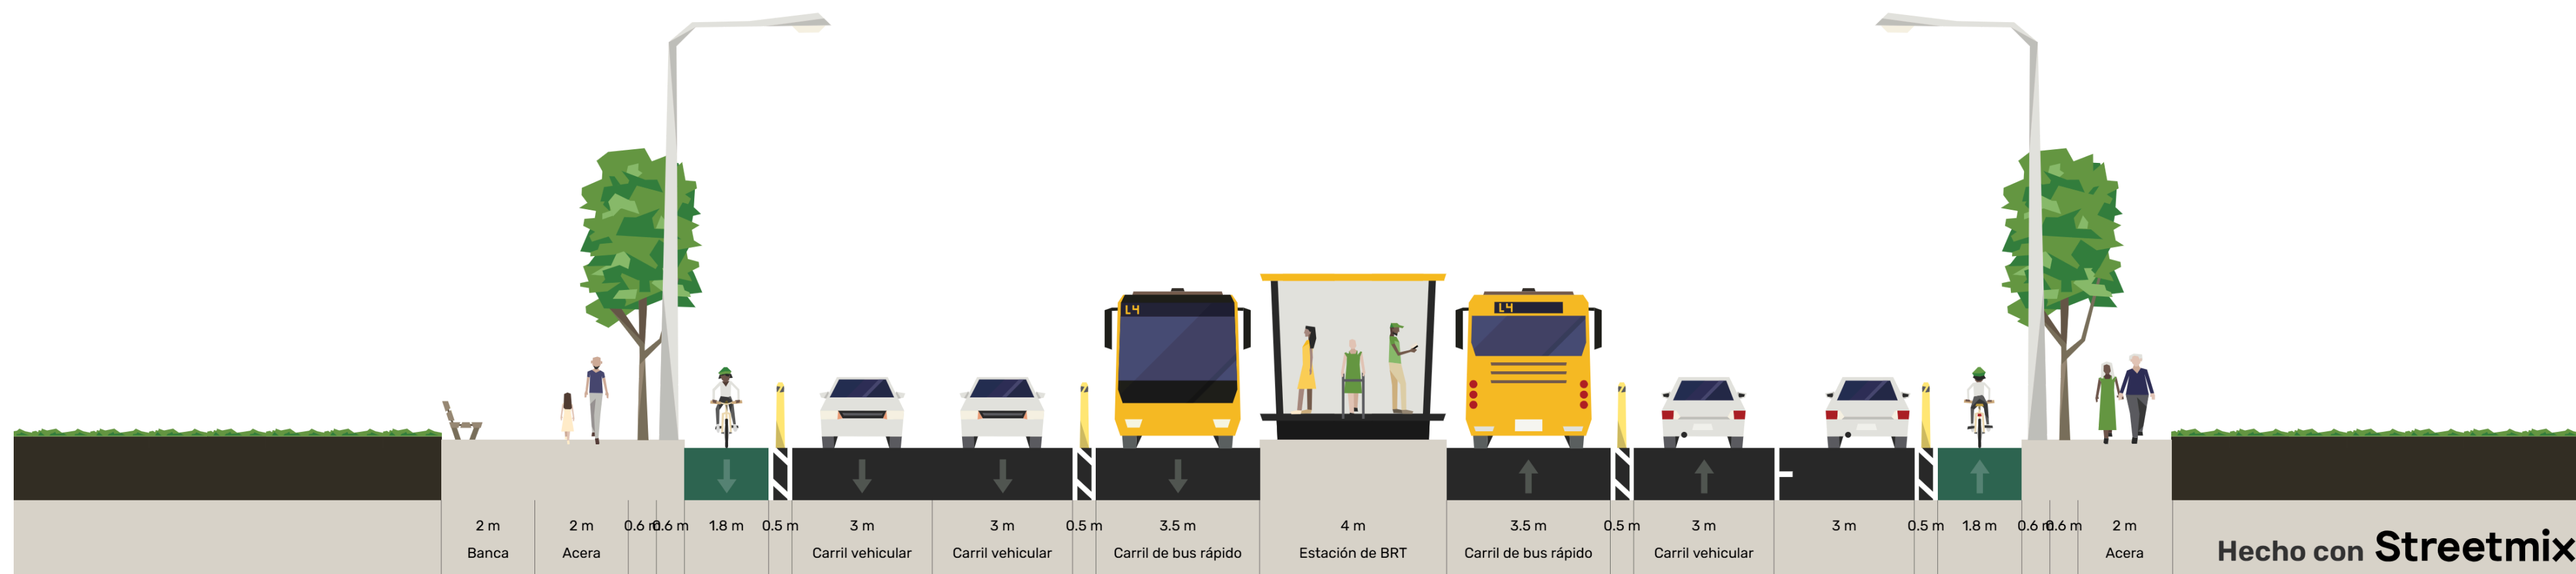 L4
L4
2 m
2 m
0.6 m
0.6 m
1.8 m
0.5 m
3 m
3 m
0.5 m
3.5 m
4 m
3.5 m
0.5 m
3 m
3 m
0.5 m
1.8 m
0.6 m
0.6 m
2 m
Banca
Acera
Carril vehicular
Carril vehicular
Carril de bus rápido
Estación de BRT
Carril de bus rápido
Carril vehicular
Acera
Hecho con Streetmix